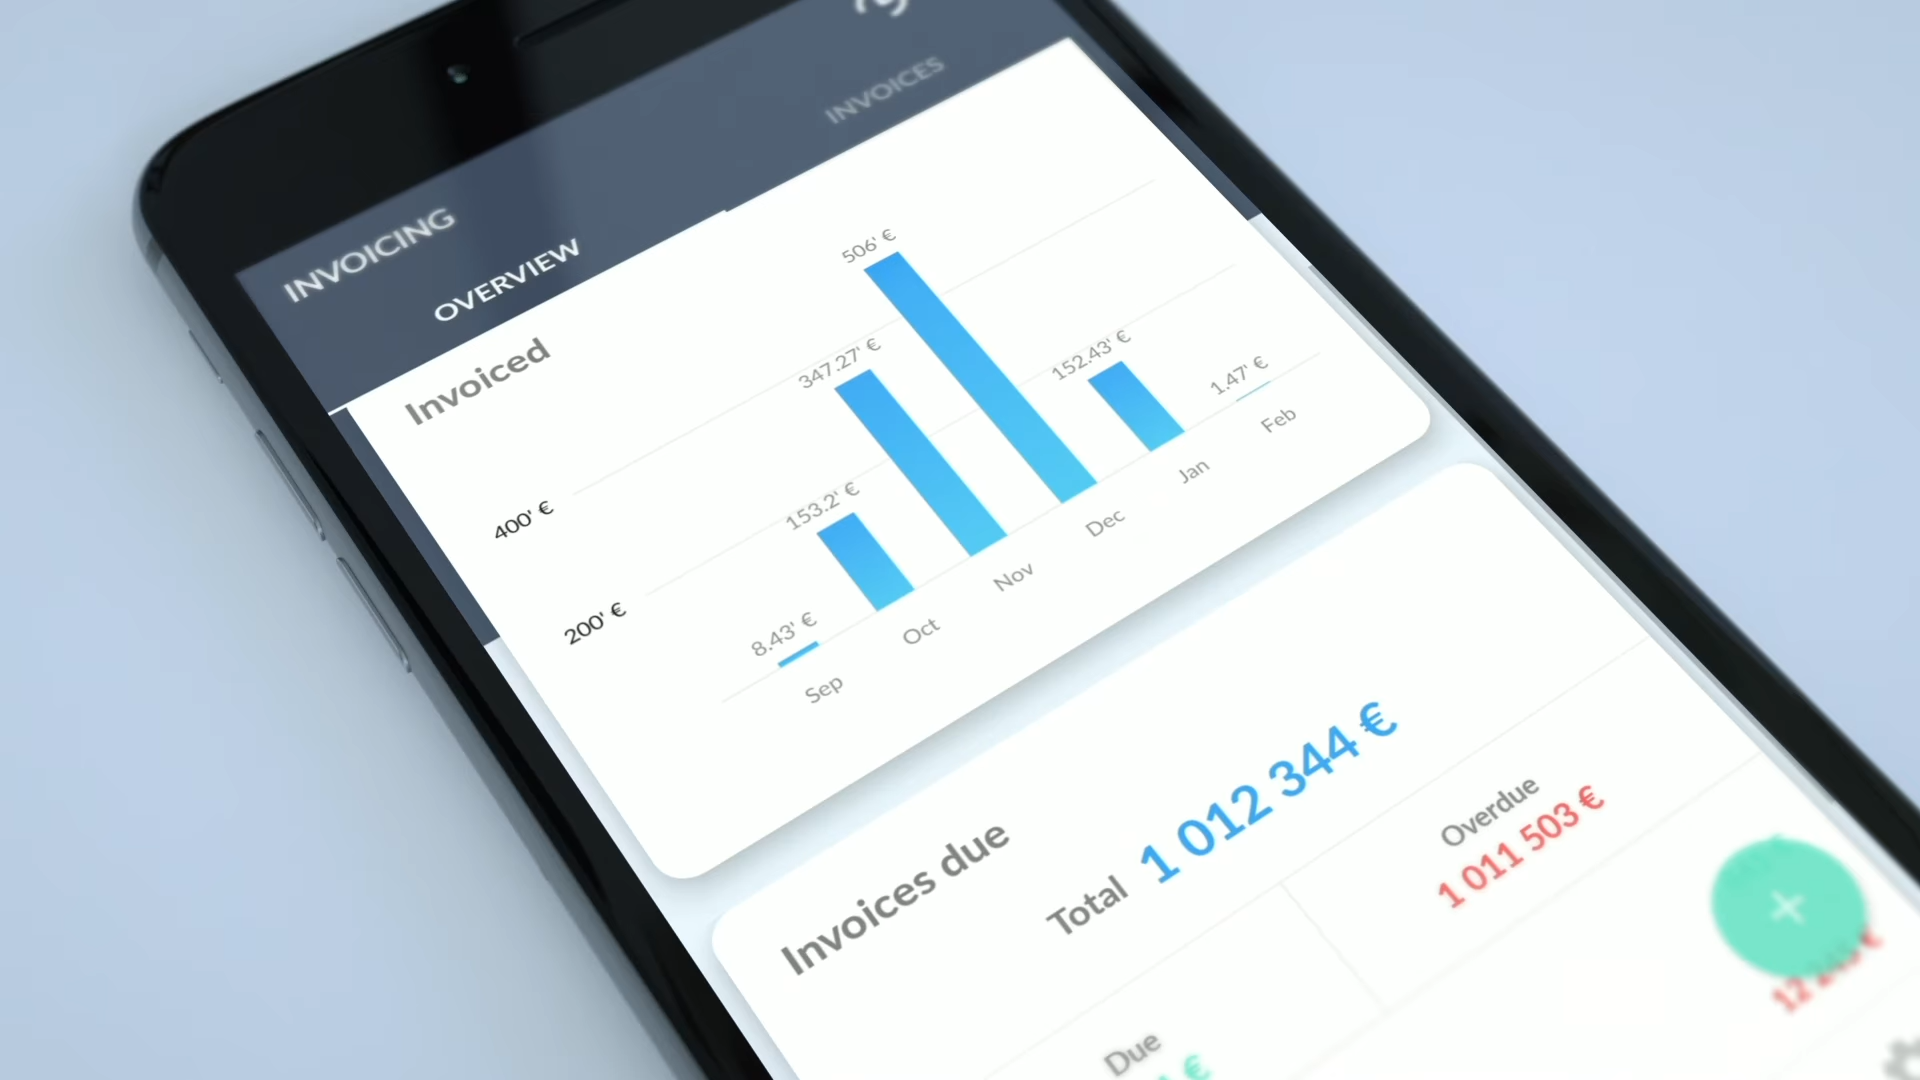 INVOICING
OVERVIEW
INVOICES
Invoiced
506' €
347.27' €
152.43' €
1.47' €
153.2' €
8.43' €
400' €
200' €
Sep
Oct
Nov
Dec
Jan
Feb
Invoices due
Total 1 012 344 €
Overdue
1 011 503 €
Due
€
12
€